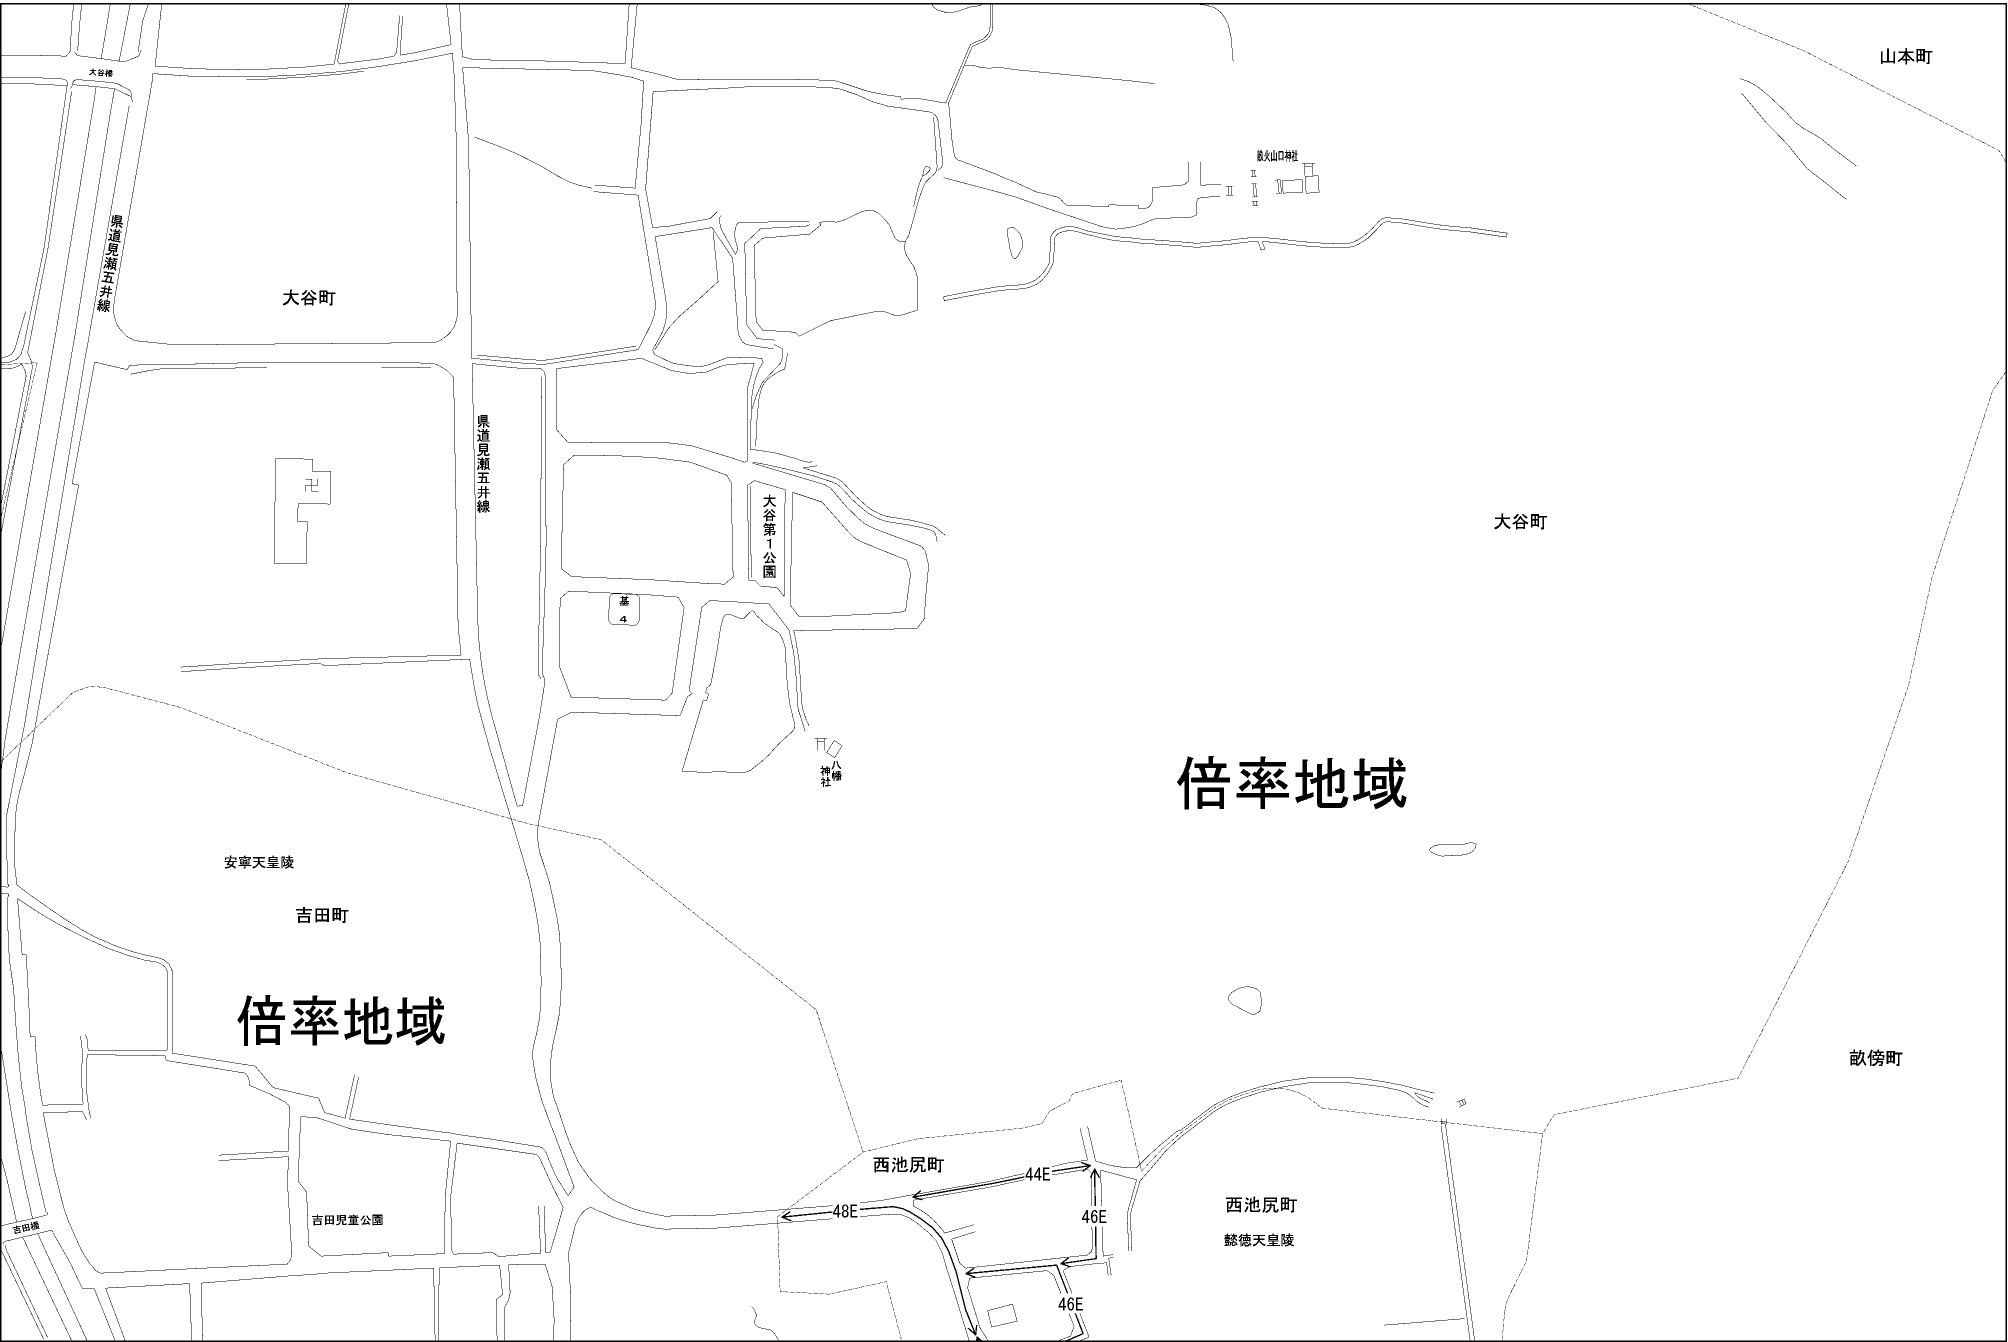 山本町
大谷橋
畝火山口神社
県道見瀬五井線
大谷町
県道見瀬五井線
大谷第1公園
大谷町
基
4
八幡
神社
倍率地域
安寧天皇陵
吉田町
倍率地域
畝傍町
西池尻町
44E
西池尻町
48E
46E
吉田児童公園
吉田橋
懿徳天皇陵
46E